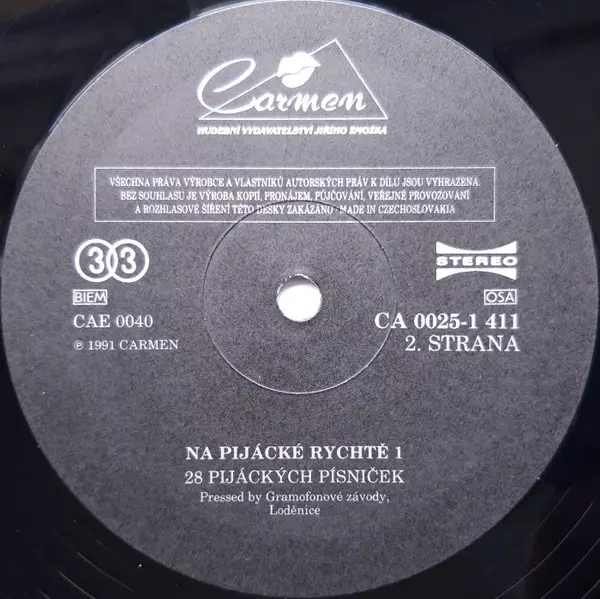 Carmen
HUDEBNÍ VYDAVATELSTVÍ JIŘÍHO SMOŽKA
VŠECHNA PRÁVA VÝROBCE A VLASTNÍKŮ AUTORSKÝCH PRÁV K DÍLU JSOU VYHRAZENA.
BEZ SOUHLASU JE VÝROBA KOPIÍ, PRONÁJEM, PŮJČOVÁNÍ, VEŘEJNÉ PROVOZOVÁNÍ
A ROZHLASOVÉ ŠÍŘENÍ TÉTO DESKY ZAKÁZÁNO - MADE IN CZECHOSLOVAKIA
33
STEREO
BIEM
OSA
CAE 0040
CA 0025-1 411
℗ 1991 CARMEN
2. STRANA
NA PIJÁCKÉ RYCHTĚ 1
28 PIJÁCKÝCH PÍSNIČEK
Pressed by Gramofonové závody,
Loděnice